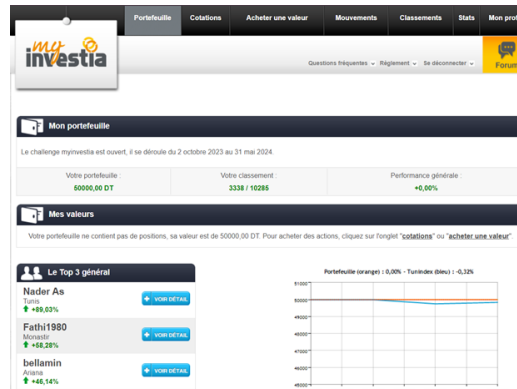 Portefeuille Cotations Acheter une valeur Mouvements Classements Stats Mon prof
my investia
Questions fréquentes Réglement Se déconnecter
Forum
Mon portefeuille
Le challenge myinvestia est ouvert, il se déroule du 2 octobre 2023 au 31 mai 2024.
Votre portefeuille : Votre classement : Performance générale :
50000,00 DT 3338 / 10285 +0,00%
Mes valeurs
Votre portefeuille ne contient pas de positions, sa valeur est de 50000,00 DT. Pour acheter des actions, cliquez sur l'onglet "cotations" ou "acheter une valeur".
Le Top 3 général
Nader As
Tunis
+89,03%
VOIR DÉTAIL
Fathi1980
Monastir
+58,28%
VOIR DÉTAIL
bellamin
Ariana
+46,14%
VOIR DÉTAIL
Portefeuille (orange) : 0,00% - Tunindex (bleu) : -0,32%
51000
50000
49000
48000
47000
46000
45000